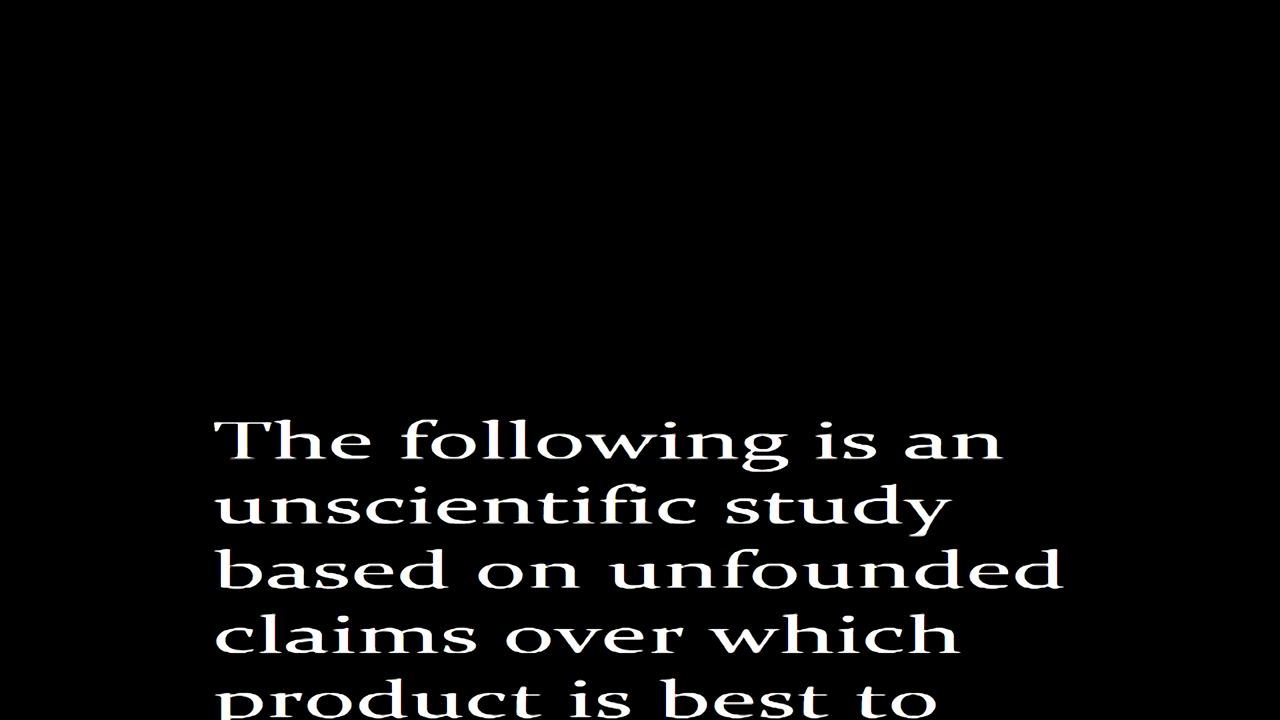 The following is an
unscientific study
based on unfounded
claims over which
product is best to